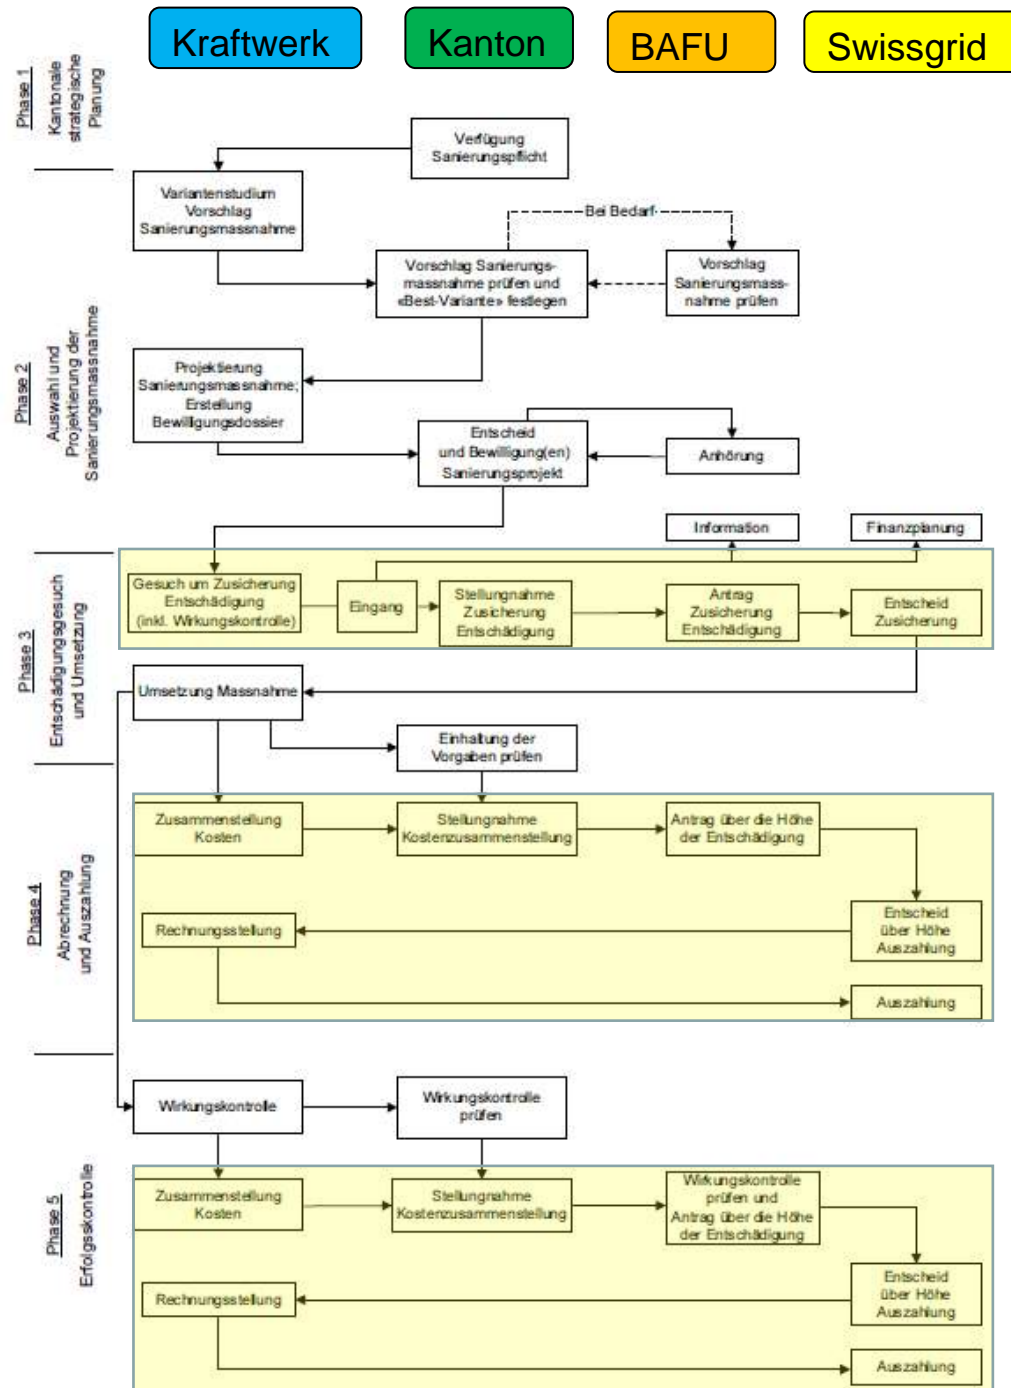 Kraftwerk
Kanton
BAFU
Swissgrid
Phase 1
Kantonale
strategische
Planung
Verfügung
Sanierungspflicht
Variantenstudium
Vorschlag
Sanierungsmassnahme
Bei Bedarf
Vorschlag Sanierungs-
massnahme prüfen und
«Best-Variante» festlegen
Vorschlag
Sanierungsmass-
nahme prüfen
Phase 2
Auswahl und
Projektierung der
Sanierungsmassnahme
Projektierung
Sanierungsmassnahme;
Erstellung
Bewilligungsdossier
Entscheid
und Bewilligung(en)
Sanierungsprojekt
Anhörung
Information
Finanzplanung
Phase 3
Entschädigungsgesuch
und Umsetzung
Gesuch um Zusicherung
Entschädigung
(inkl. Wirkungskontrolle)
Eingang
Stellungnahme
Zusicherung
Entschädigung
Antrag
Zusicherung
Entschädigung
Entscheid
Zusicherung
Umsetzung Massnahme
Einhaltung der
Vorgaben prüfen
Phase 4
Abrechnung
und Auszahlung
Zusammenstellung
Kosten
Stellungnahme
Kostenzusammenstellung
Antrag über die Höhe
der Entschädigung
Rechnungsstellung
Entscheid
über Höhe
Auszahlung
Auszahlung
Phase 5
Erfolgsskontrolle
Wirkungskontrolle
Wirkungskontrolle
prüfen
Zusammenstellung
Kosten
Stellungnahme
Kostenzusammenstellung
Wirkungskontrolle
prüfen und
Antrag über die Höhe
der Entschädigung
Rechnungsstellung
Entscheid
über Höhe
Auszahlung
Auszahlung